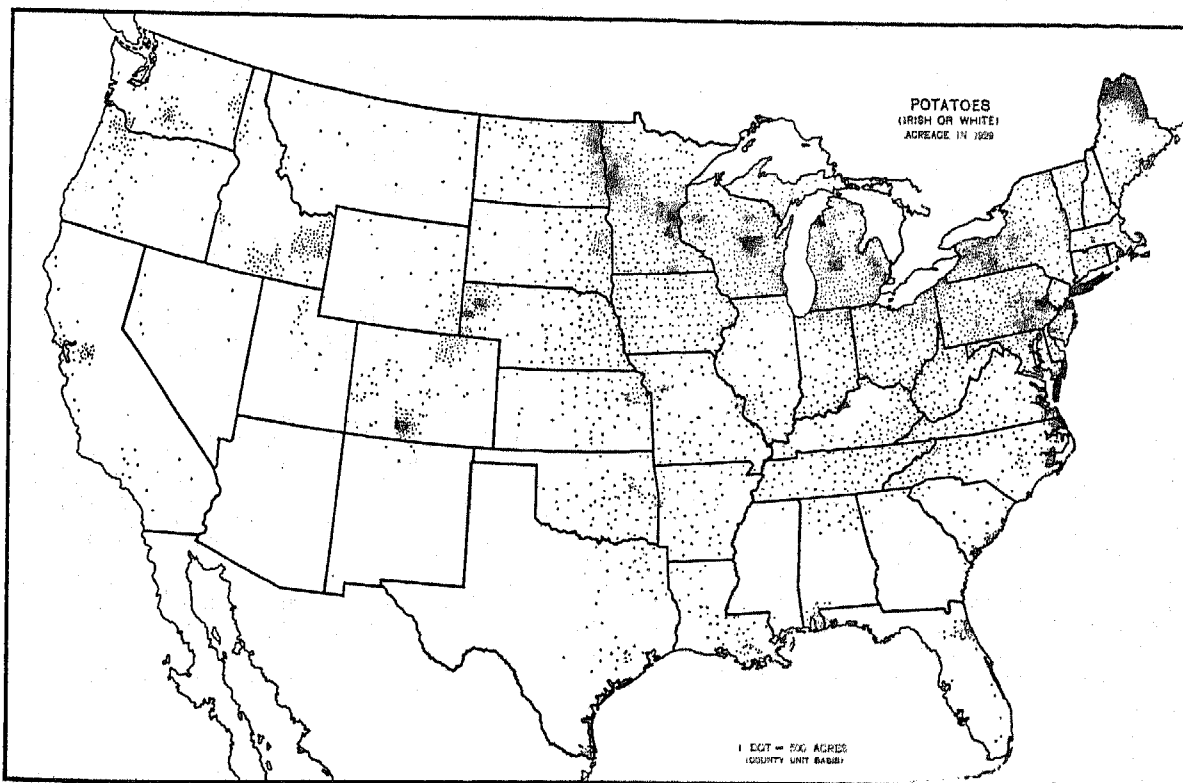 POTATOES
(IRISH OR WHITE)
ACREAGE IN 1929
1 DOT = 500 ACRES
(COUNTY UNIT BASIS)